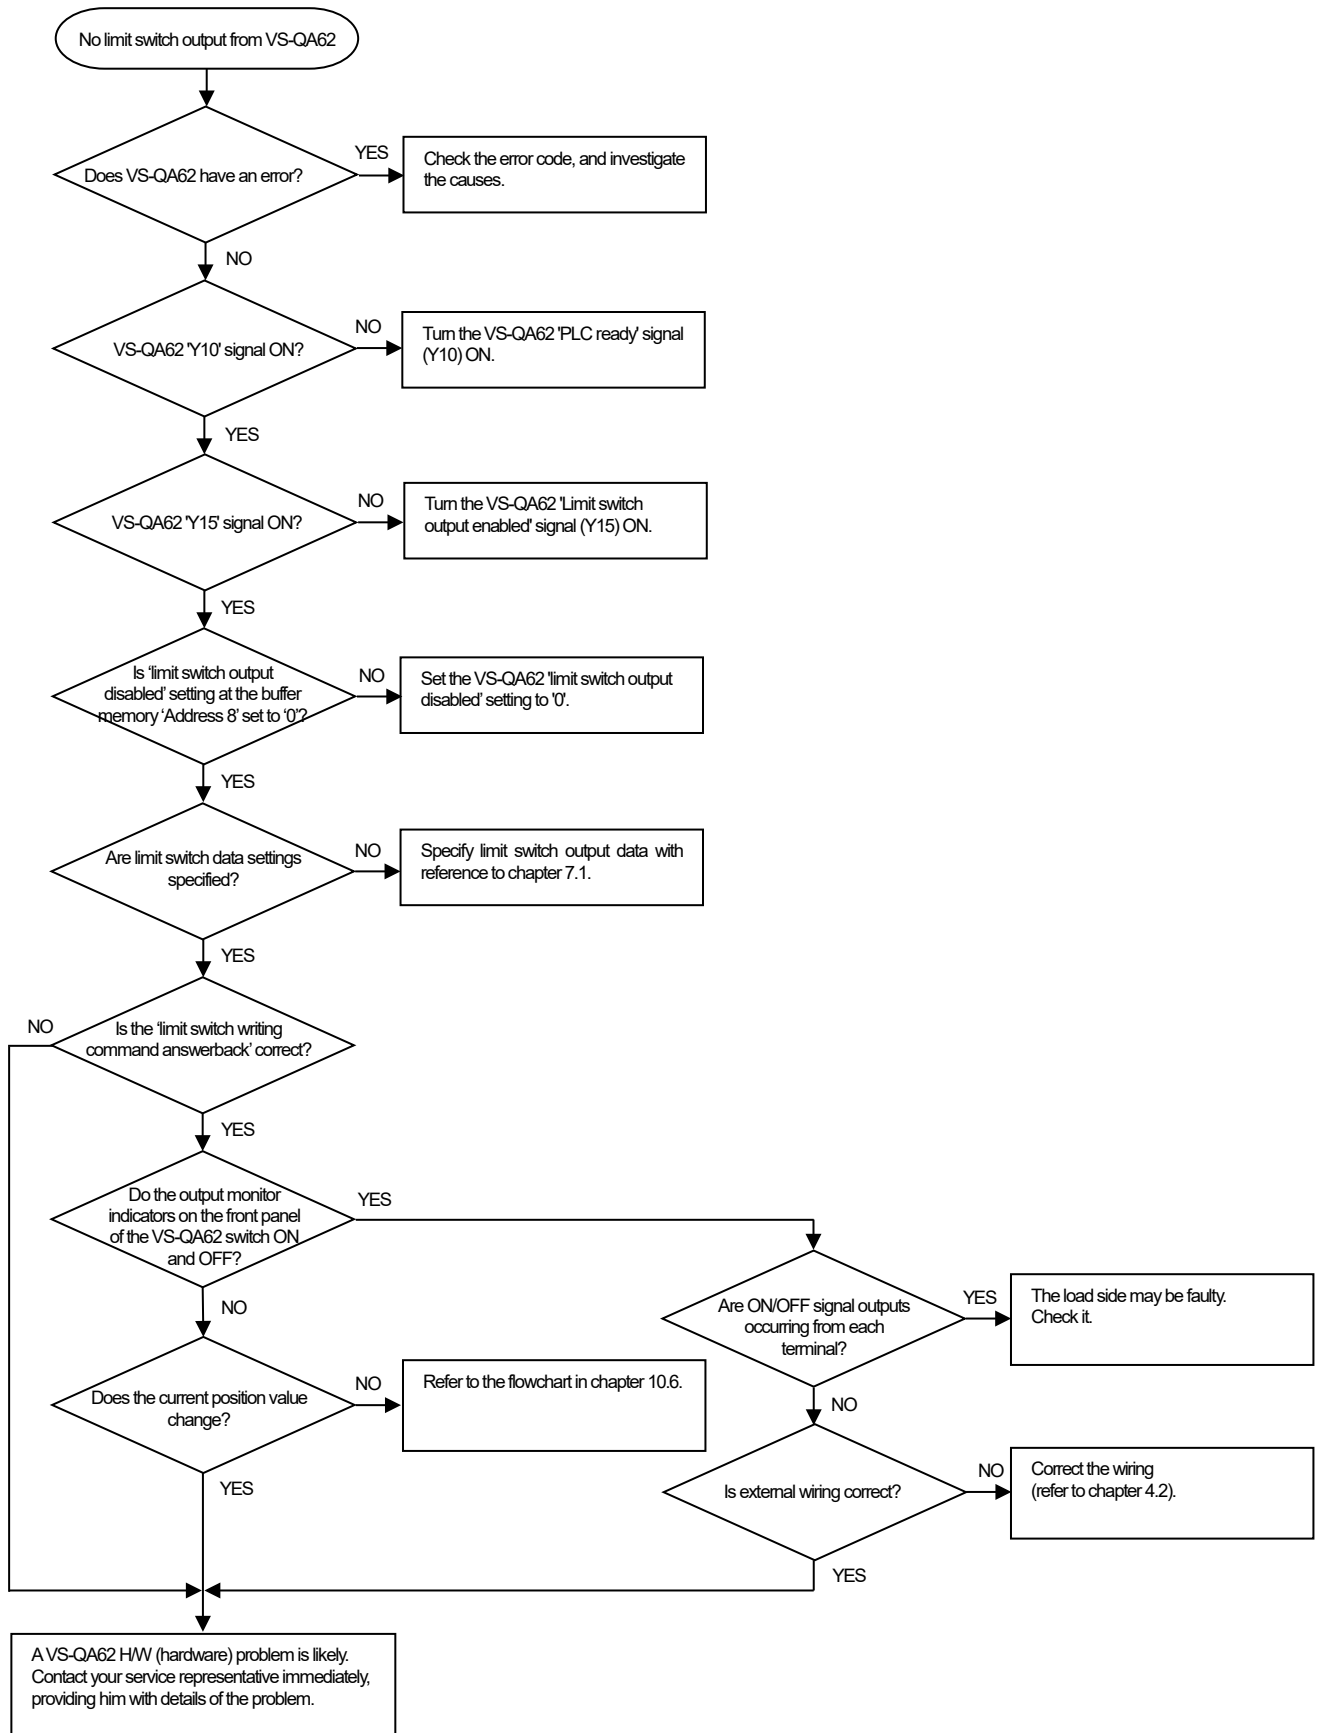 No limit switch output from VS-QA62
Does VS-QA62 have an error?
YES
Check the error code, and investigate
the causes.
NO
VS-QA62 'Y10' signal ON?
NO
Turn the VS-QA62 'PLC ready' signal
(Y10) ON.
YES
VS-QA62 'Y15' signal ON?
NO
Turn the VS-QA62 'Limit switch
output enabled' signal (Y15) ON.
YES
Is ‘limit switch output
disabled’ setting at the buffer
memory ‘Address 8’ set to ‘0’?
NO
Set the VS-QA62 'limit switch output
disabled’ setting to '0'.
YES
Are limit switch data settings
specified?
NO
Specify limit switch output data with
reference to chapter 7.1.
YES
Is the ‘limit switch writing
command answerback’ correct?
NO
YES
Do the output monitor
indicators on the front panel
of the VS-QA62 switch ON
and OFF?
YES
NO
Are ON/OFF signal outputs
occurring from each
terminal?
YES
The load side may be faulty.
Check it.
Does the current position value
change?
NO
Refer to the flowchart in chapter 10.6.
NO
YES
Is external wiring correct?
NO
Correct the wiring
(refer to chapter 4.2).
YES
A VS-QA62 H/W (hardware) problem is likely.
Contact your service representative immediately,
providing him with details of the problem.